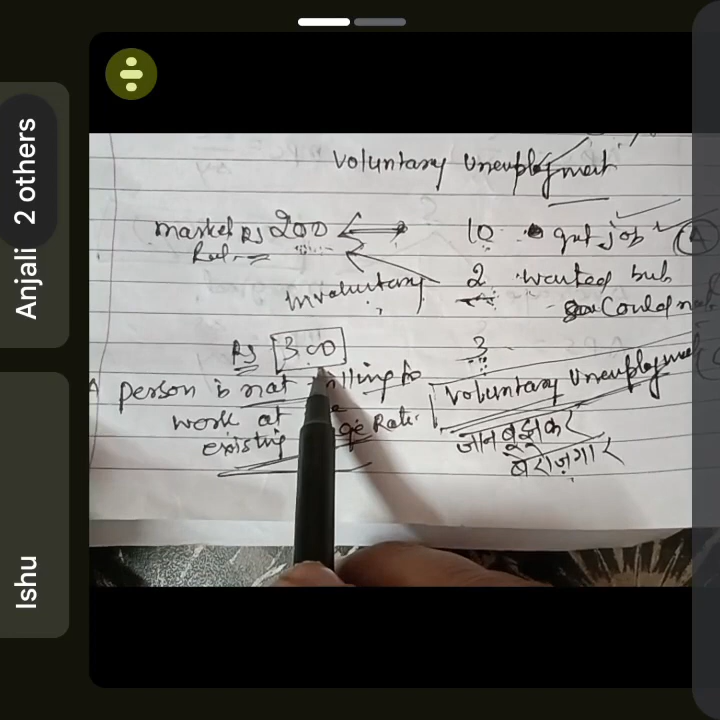 Voluntary Unemployment
market Rs 200 10 got job (A)
Rate
Involuntary 2 wanted but
Could not
Rs 300 3
A person is not willing to Voluntary Unemployment
work at Rate. जानबूझकर
existing बेराज़गार
Anjali 2 others
Ishu